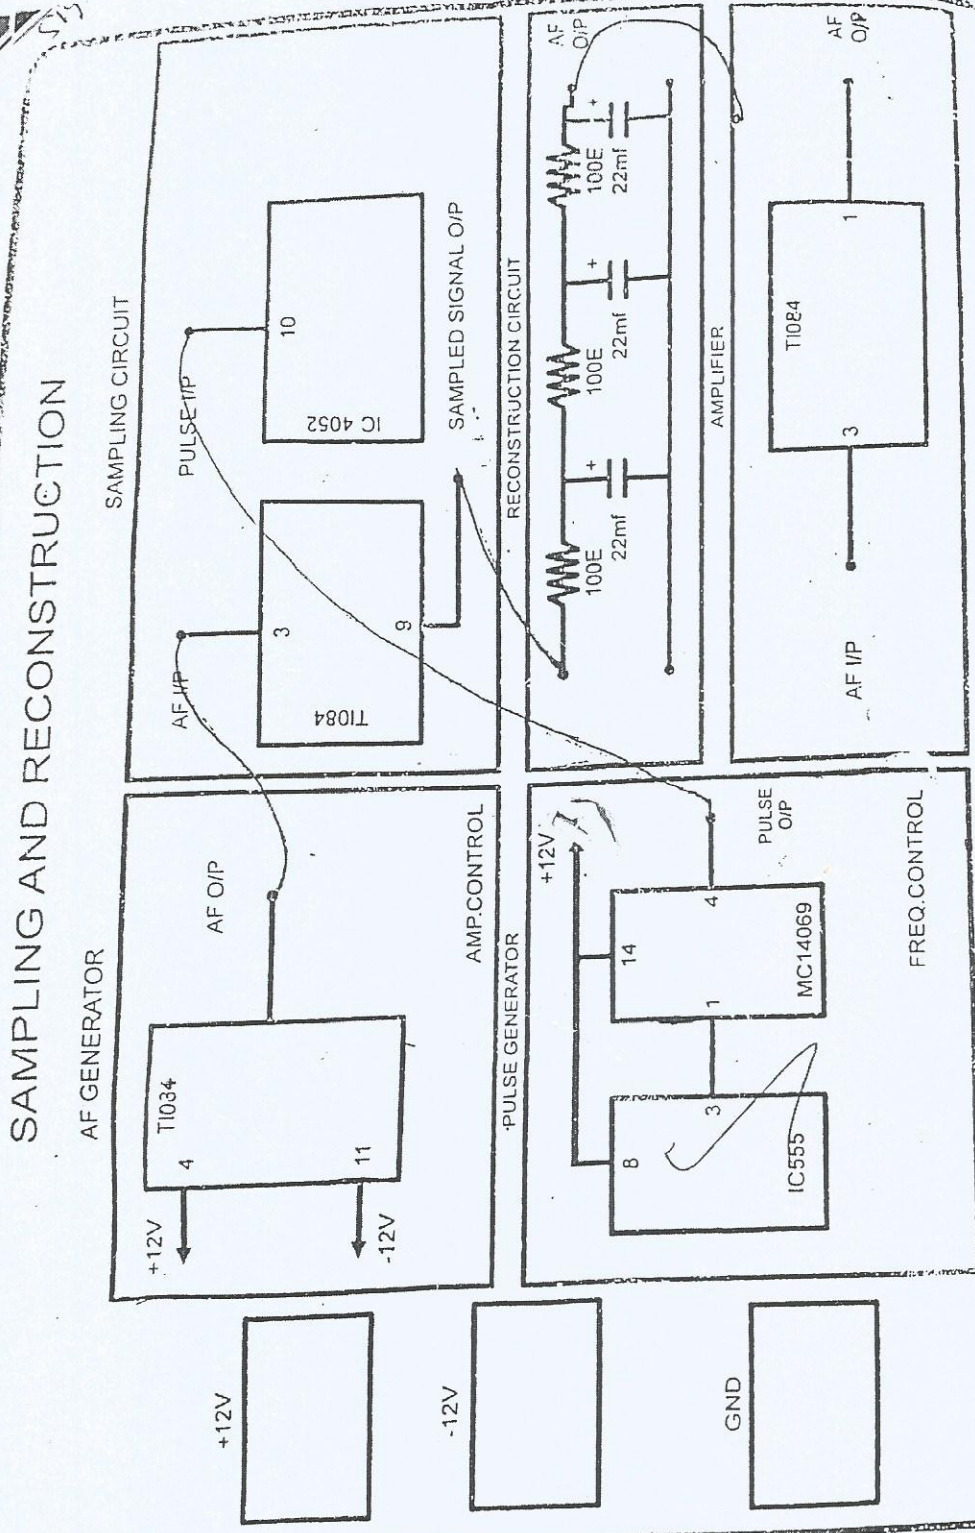 SAMPLING AND RECONSTRUCTION
AF GENERATOR
+12V
-12V
4
11
TI084
AF O/P
AMP.CONTROL
SAMPLING CIRCUIT
AF I/P
3
TI084
9
PULSE I/P
10
IC 4052
SAMPLED SIGNAL O/P
+12V
-12V
GND
PULSE GENERATOR
+12V
8
3
IC555
14
1
4
MC14069
PULSE
O/P
FREQ.CONTROL
RECONSTRUCTION CIRCUIT
AF
O/P
100E
+
22mf
100E
+
22mf
100E
+
22mf
AMPLIFIER
AF I/P
3
TI084
1
AF
O/P